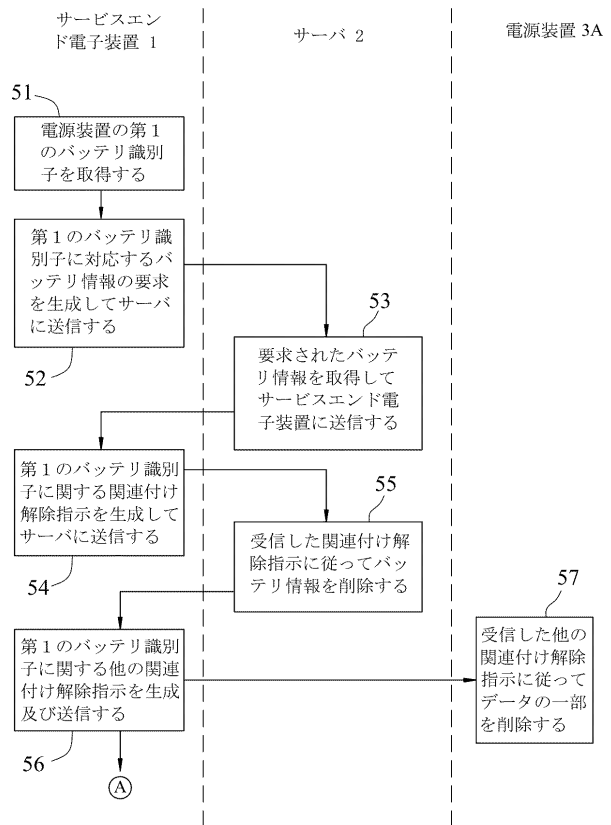 サービスエン
ド電子装置 1
サーバ 2
電源装置 3A
51
電源装置の第1
のバッテリ識別
子を取得する
第1のバッテリ識
別子に対応するバ
ッテリ情報の要求
を生成してサーバ
に送信する
52
53
要求されたバッテ
リ情報を取得して
サービスエンド電
子装置に送信する
第1のバッテリ識別
子に関する関連付け
解除指示を生成して
サーバに送信する
54
55
受信した関連付け解
除指示に従ってバッ
テリ情報を削除する
第1のバッテリ識別
子に関する他の関連
付け解除指示を生成
及び送信する
56
57
受信した他の
関連付け解除
指示に従って
データの一部
を削除する
A